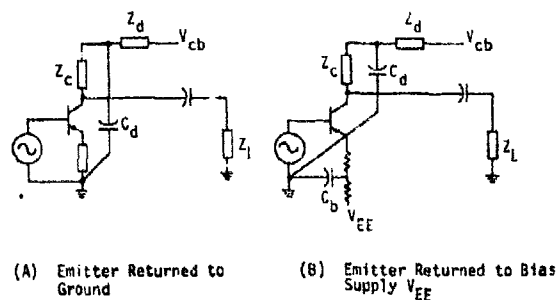 Z_d
V_cb
Z_c
C_d
Z_l
Z_d
V_cb
Z_c
C_d
Z_L
C_b
V_EE
(A) Emitter Returned to
Ground
(B) Emitter Returned to Bias
Supply V_EE